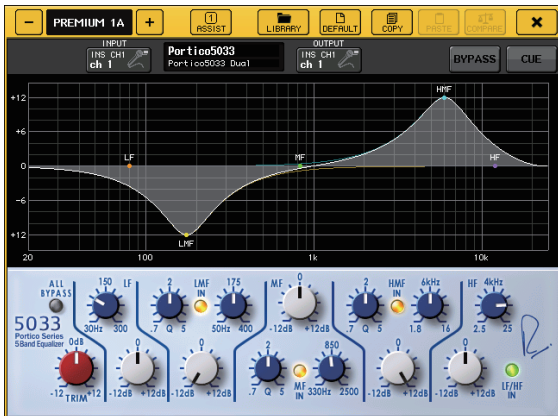 PREMIUM 1A
1
ASSIST
LIBRARY
DEFAULT
COPY
PASTE
COMPARE
INPUT
INS CH1
ch 1
Portico5033
Portico5033 Dual
OUTPUT
INS CH1
ch 1
BYPASS
CUE
+12
+6
0
-6
+12
LF
LMF
MF
HMF
HF
20
100
1k
10k
ALL
BYPASS
150
LF
30Hz
300
2
.7 Q 5
LMF
IN
175
50Hz
400
MF
0
-12dB
+12dB
2
.7 Q 5
HMF
IN
6kHz
1.8
16
HF
4kHz
2.5
25
5033
Portico Series
5Band Equalizer
0dB
-12
+12
TRIM
0
-12dB
+12dB
0
-12dB
+12dB
2
.7 Q 5
MF
IN
850
330Hz
2500
0
-12dB
+12dB
0
-12dB
+12dB
LF/HF
IN